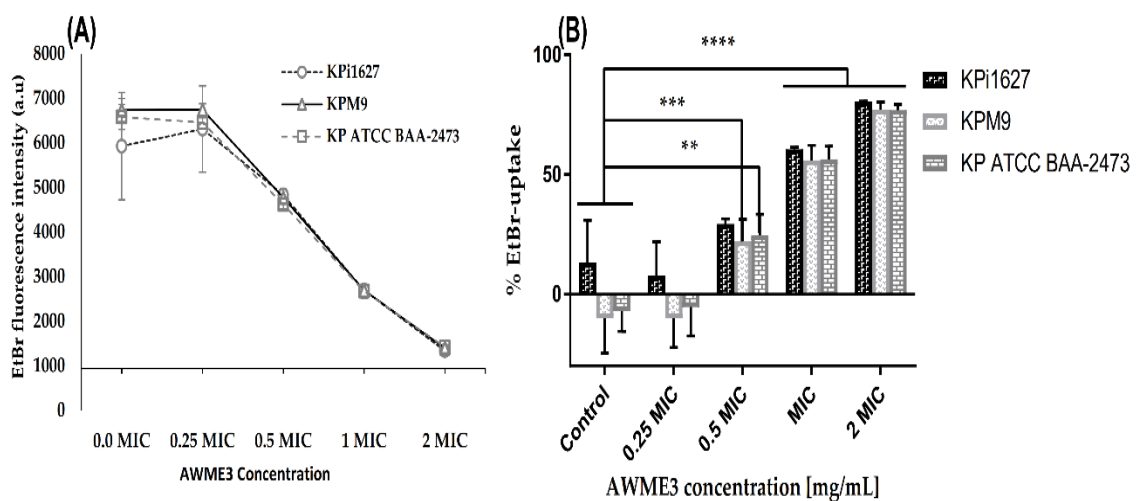 (A)
8000
7000
6000
5000
4000
3000
2000
1000
0
EtBr fluorescence intensity (a.u)
KPi1627
KPM9
KP ATCC BAA-2473
0.0 MIC 0.25 MIC 0.5 MIC 1 MIC 2 MIC
AWME3 Concentration
(B)
100
50
0
% EtBr-uptake
****
***
**
KPi1627
KPM9
KP ATCC BAA-2473
Control 0.25 MIC 0.5 MIC MIC 2 MIC
AWME3 concentration [mg/mL]